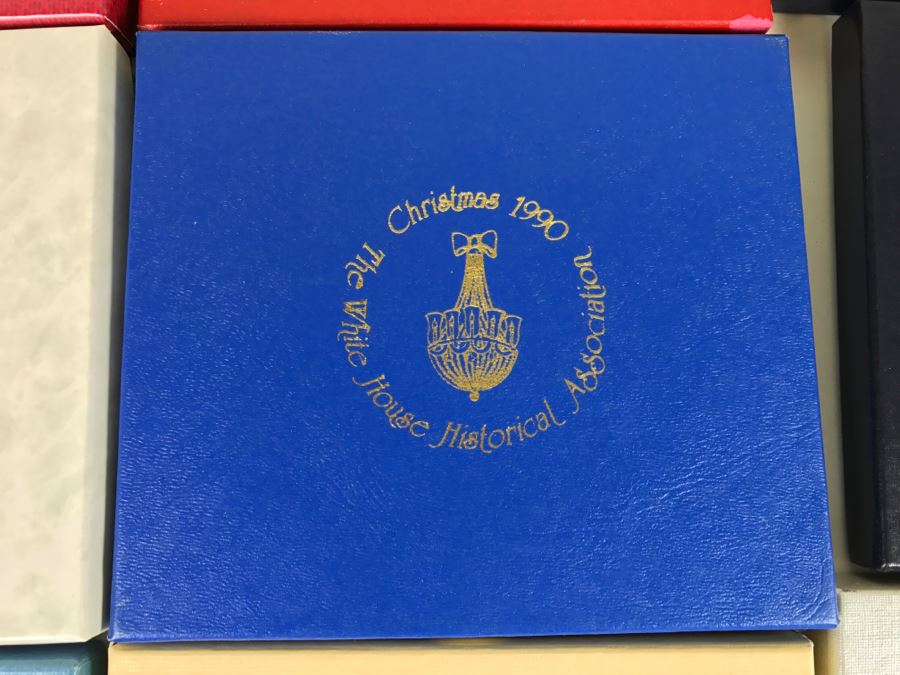 Christmas 1990
The White House Historical Association